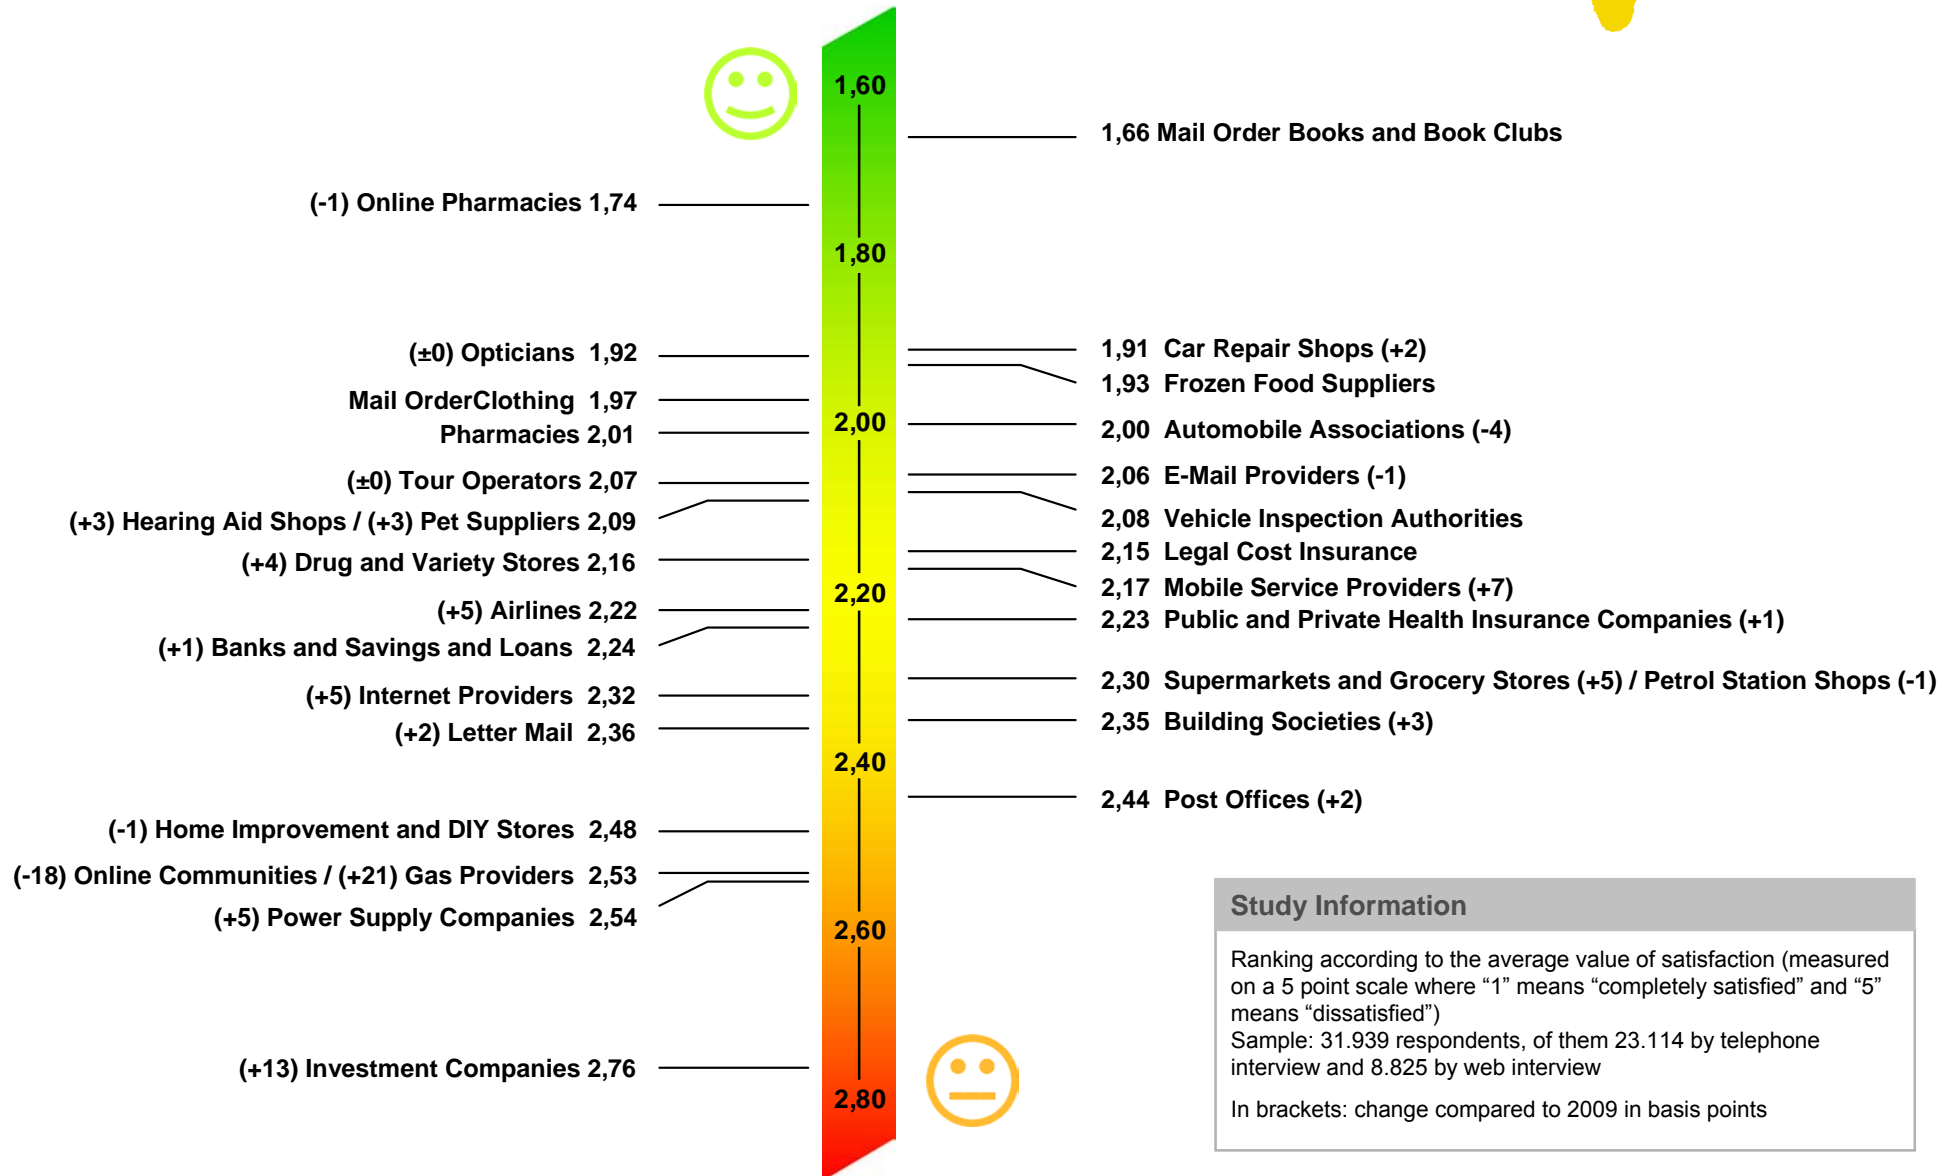 1,60
1,80
2,00
2,20
2,40
2,60
2,80
(-1) Online Pharmacies 1,74
(±0) Opticians 1,92
Mail OrderClothing 1,97
Pharmacies 2,01
(±0) Tour Operators 2,07
(+3) Hearing Aid Shops / (+3) Pet Suppliers 2,09
(+4) Drug and Variety Stores 2,16
(+5) Airlines 2,22
(+1) Banks and Savings and Loans 2,24
(+5) Internet Providers 2,32
(+2) Letter Mail 2,36
(-1) Home Improvement and DIY Stores 2,48
(-18) Online Communities / (+21) Gas Providers 2,53
(+5) Power Supply Companies 2,54
(+13) Investment Companies 2,76
1,66 Mail Order Books and Book Clubs
1,91 Car Repair Shops (+2)
1,93 Frozen Food Suppliers
2,00 Automobile Associations (-4)
2,06 E-Mail Providers (-1)
2,08 Vehicle Inspection Authorities
2,15 Legal Cost Insurance
2,17 Mobile Service Providers (+7)
2,23 Public and Private Health Insurance Companies (+1)
2,30 Supermarkets and Grocery Stores (+5) / Petrol Station Shops (-1)
2,35 Building Societies (+3)
2,44 Post Offices (+2)
Study Information
Ranking according to the average value of satisfaction (measured
on a 5 point scale where “1” means “completely satisfied” and “5”
means “dissatisfied”)
Sample: 31.939 respondents, of them 23.114 by telephone
interview and 8.825 by web interview
In brackets: change compared to 2009 in basis points